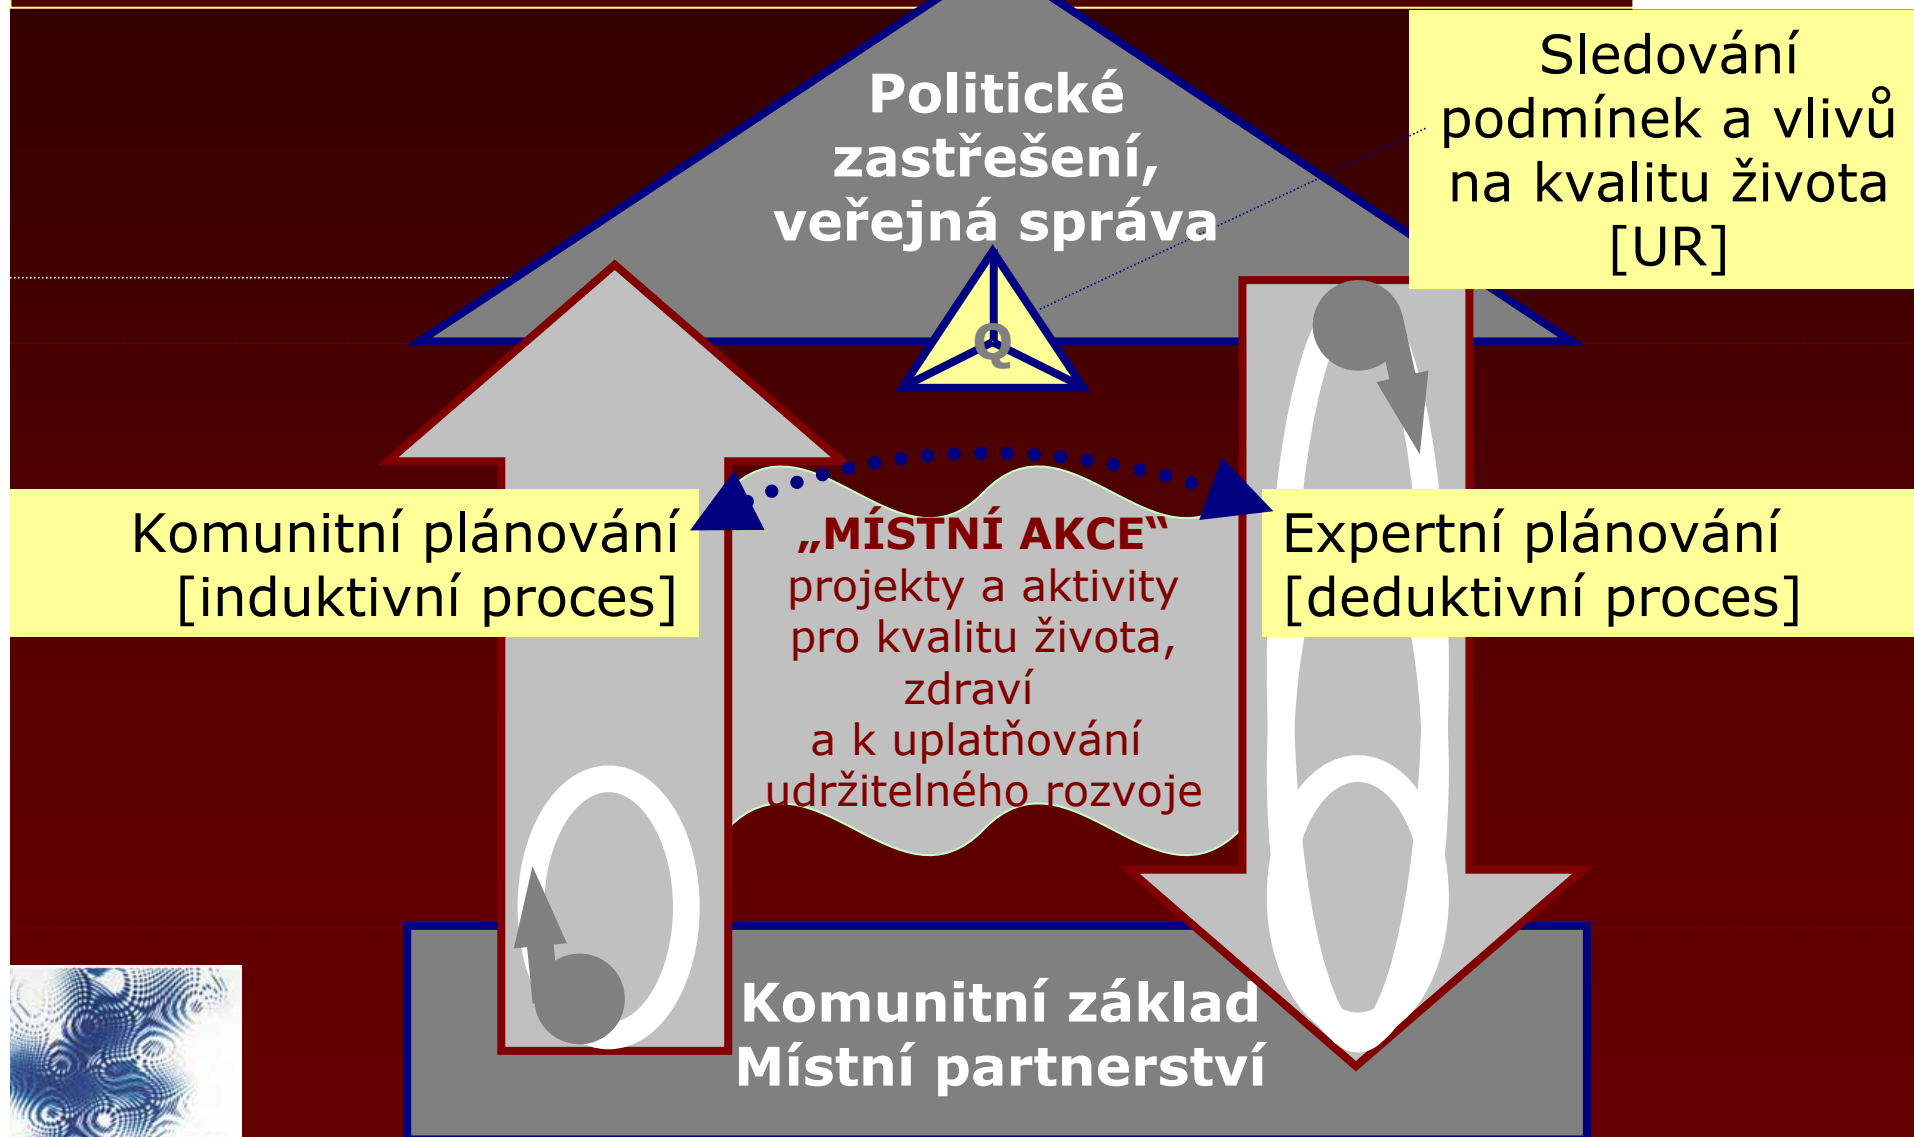 Politické
zastřešení,
veřejná správa
Sledování
podmínek a vlivů
na kvalitu života
[UR]
Q
Komunitní plánování
[induktivní proces]
„MÍSTNÍ AKCE“
projekty a aktivity
pro kvalitu života,
zdraví
a k uplatňování
udržitelného rozvoje
Expertní plánování
[deduktivní proces]
Komunitní základ
Místní partnerství